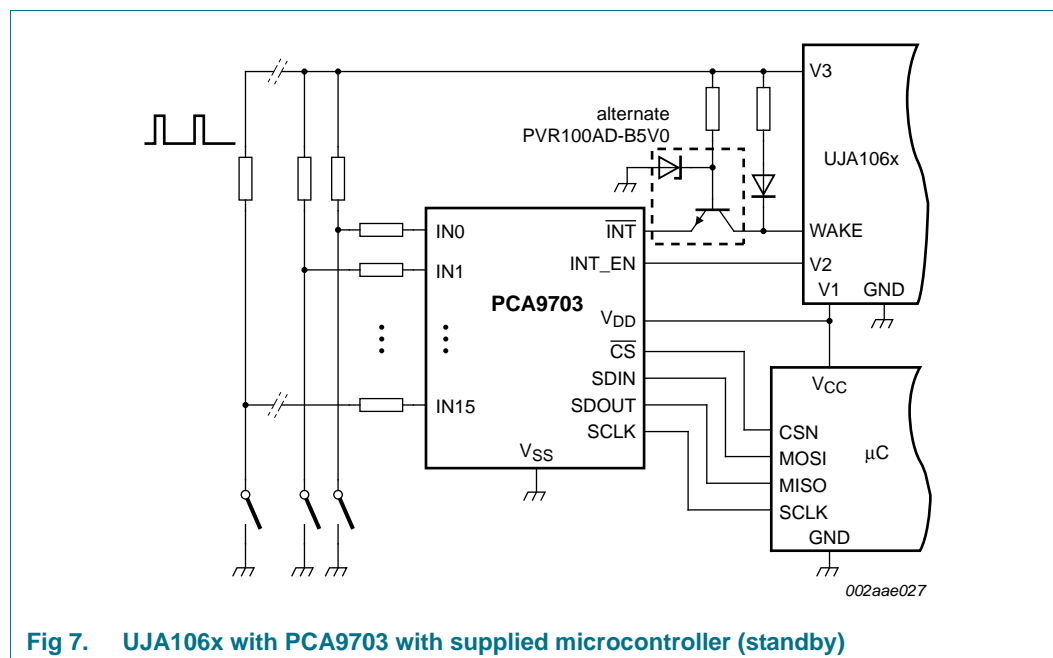 alternate
PVR100AD-B5V0
V3
UJA106x
WAKE
V2
V1
GND
IN0
IN1
IN15
PCA9703
INT
INT_EN
VDD
CS
SDIN
SDOUT
SCLK
VSS
VCC
CSN
MOSI
MISO
SCLK
GND
μC
002aae027
Fig 7. UJA106x with PCA9703 with supplied microcontroller (standby)